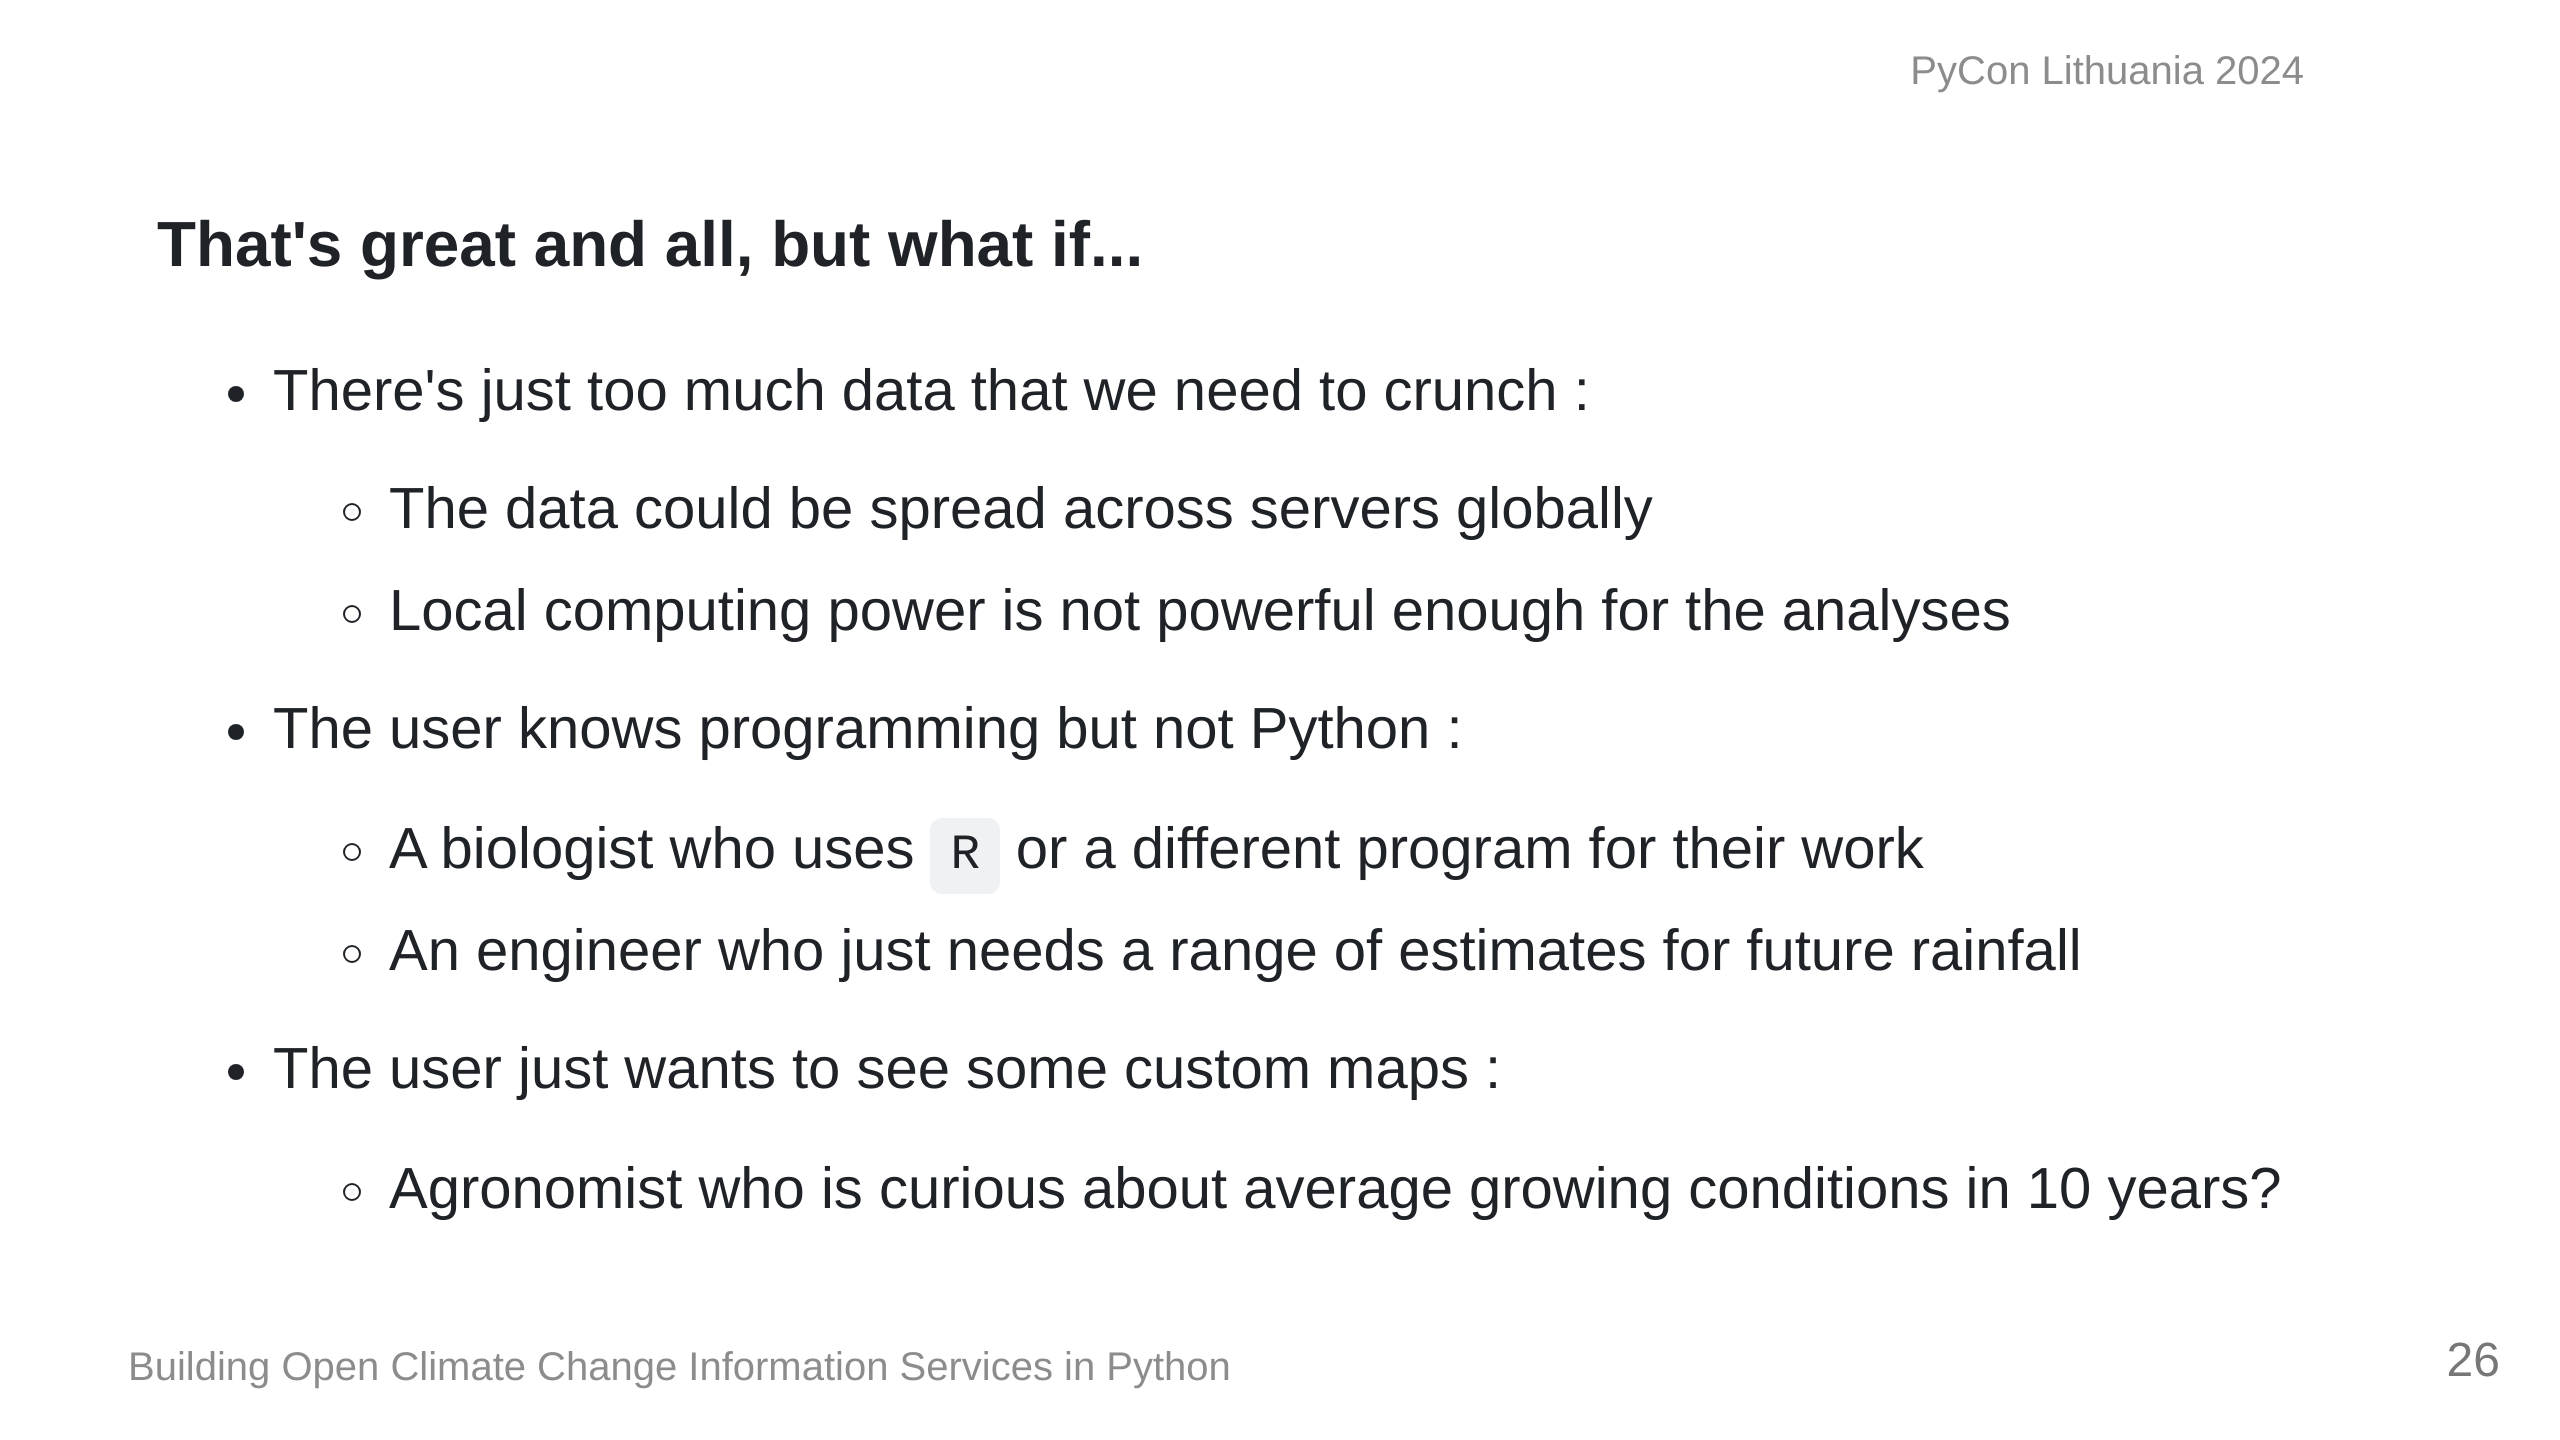 PyCon Lithuania 2024
That's great and all, but what if...
• There's just too much data that we need to crunch :
◦ The data could be spread across servers globally
◦ Local computing power is not powerful enough for the analyses
• The user knows programming but not Python :
◦ A biologist who uses R or a different program for their work
◦ An engineer who just needs a range of estimates for future rainfall
• The user just wants to see some custom maps :
◦ Agronomist who is curious about average growing conditions in 10 years?
Building Open Climate Change Information Services in Python
26